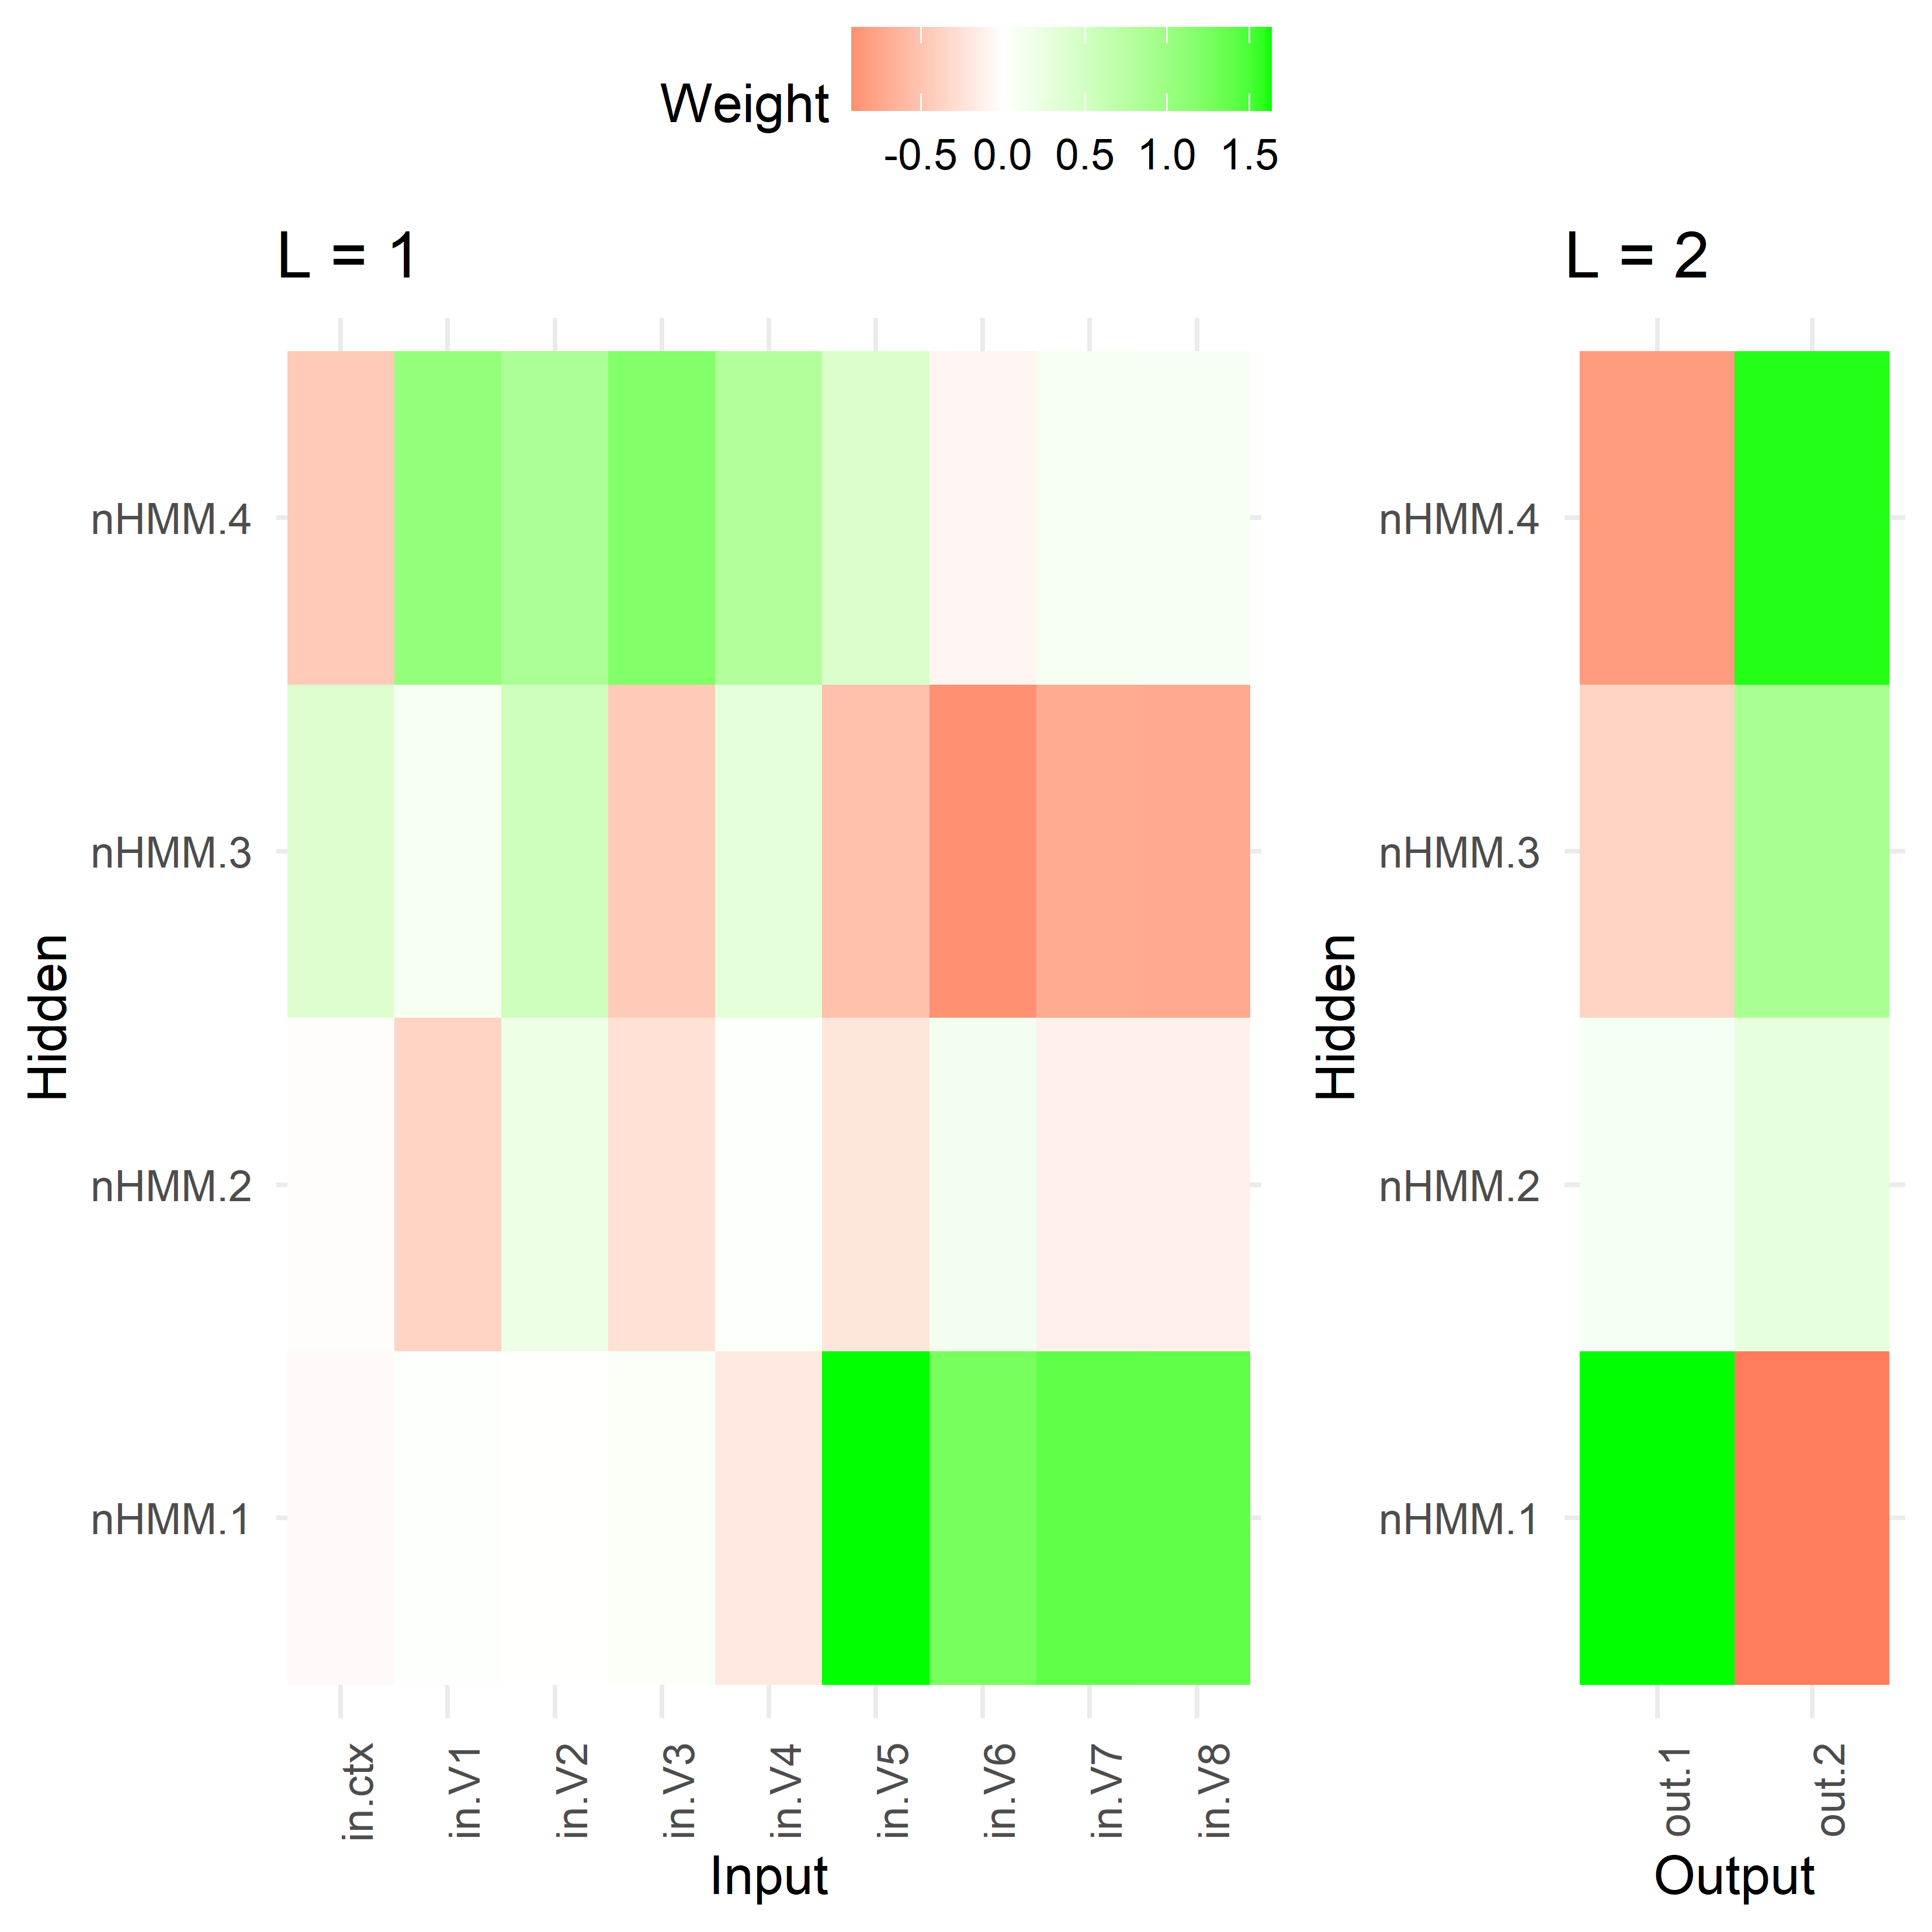 Weight
-0.5 0.0 0.5 1.0 1.5
L = 1
L = 2
Hidden
nHMM.4
nHMM.3
nHMM.2
nHMM.1
in.ctx
in.V1
in.V2
in.V3
in.V4
in.V5
in.V6
in.V7
in.V8
Input
Hidden
nHMM.4
nHMM.3
nHMM.2
nHMM.1
out.1
out.2
Output